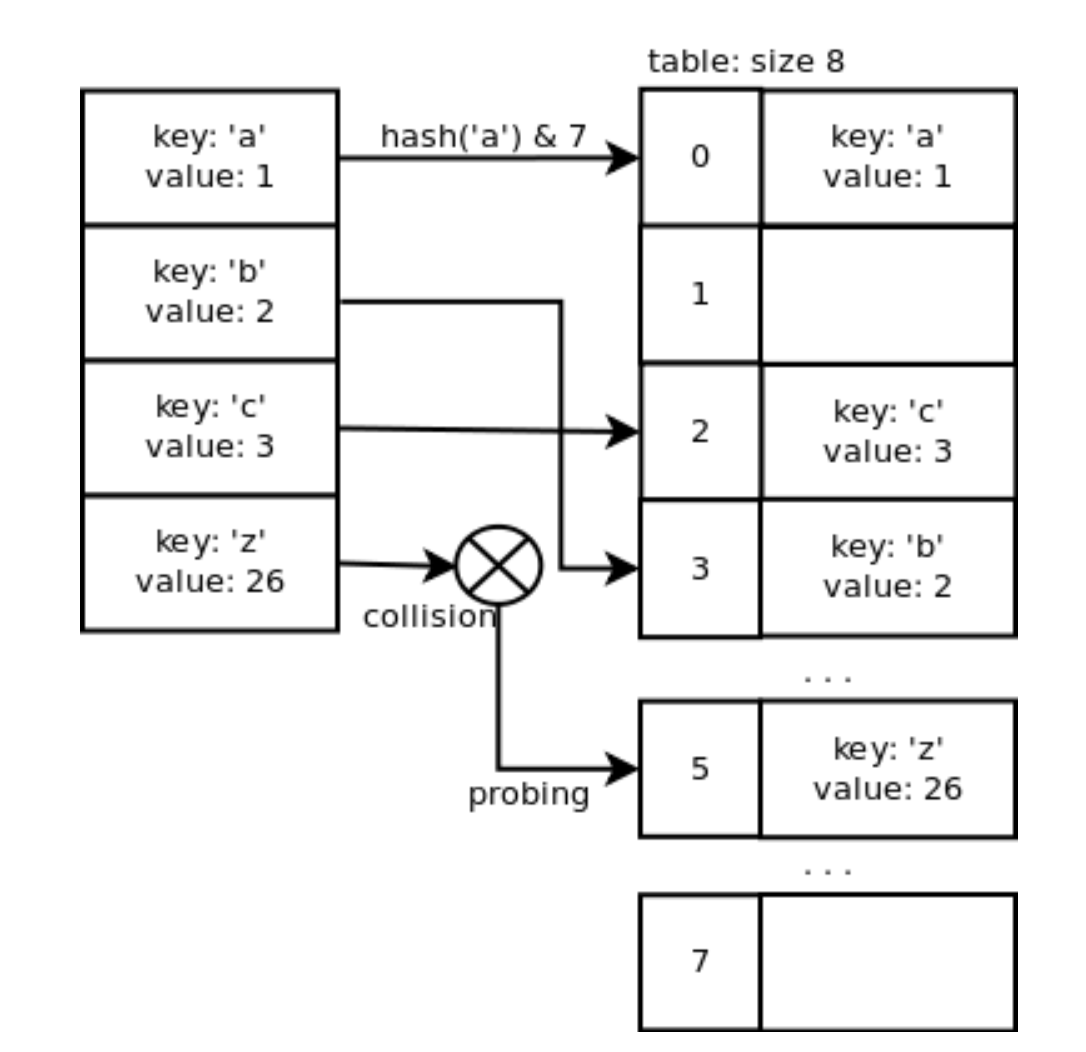 table: size 8
key: 'a'
value: 1
hash('a') & 7
0
key: 'a'
value: 1
key: 'b'
value: 2
1
key: 'c'
value: 3
2
key: 'c'
value: 3
key: 'z'
value: 26
collision
3
key: 'b'
value: 2
. . .
probing
5
key: 'z'
value: 26
. . .
7